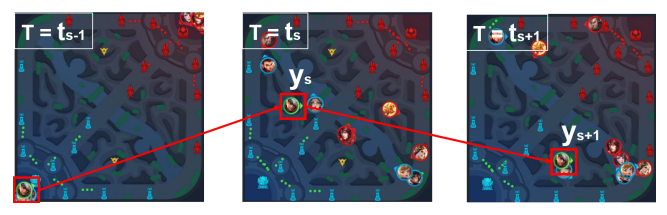 T = tₛ₋₁
T = tₛ
yₛ
T = tₛ₊₁
yₛ₊₁